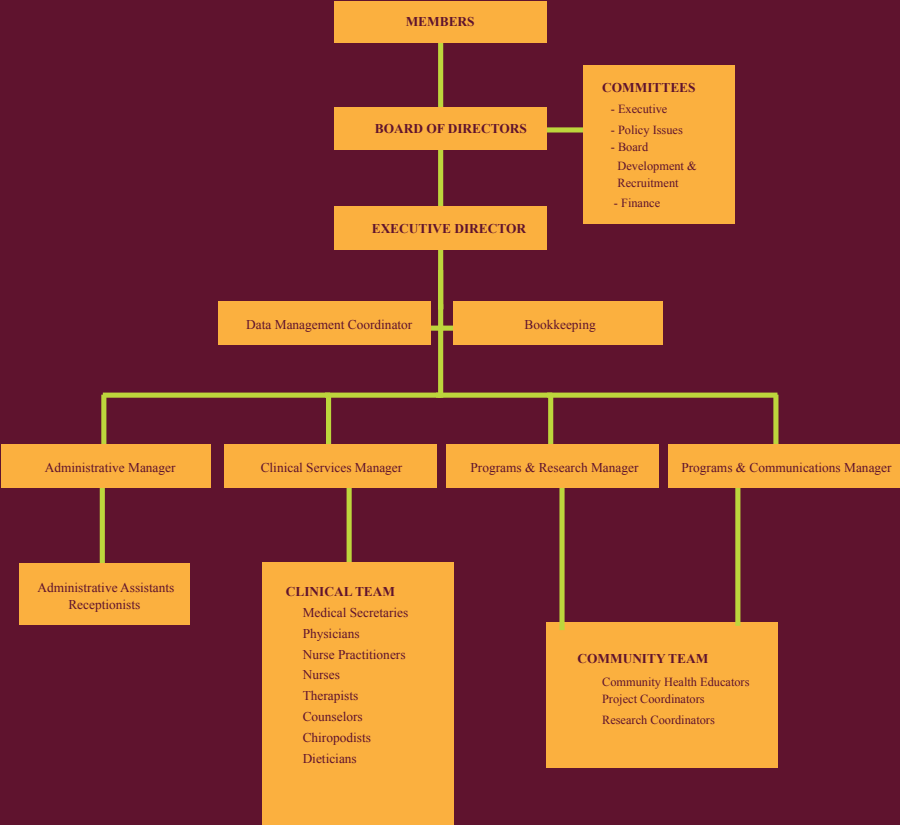 MEMBERS
COMMITTEES
- Executive
BOARD OF DIRECTORS
- Policy Issues
- Board
Development &
Recruitment
- Finance
EXECUTIVE DIRECTOR
Data Management Coordinator
Bookkeeping
Administrative Manager
Clinical Services Manager
Programs & Research Manager
Programs & Communications Manager
Administrative Assistants
Receptionists
CLINICAL TEAM
Medical Secretaries
Physicians
Nurse Practitioners
Nurses
Therapists
Counselors
Chiropodists
Dieticians
COMMUNITY TEAM
Community Health Educators
Project Coordinators
Research Coordinators